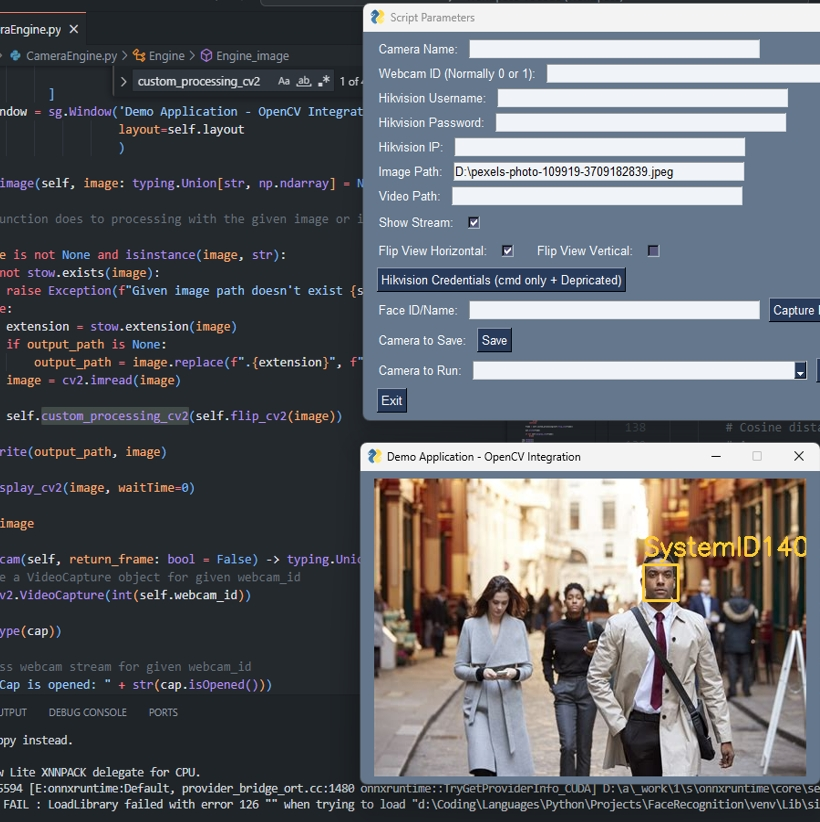 raEngine.py
CameraEngine.py > Engine > Engine_image
custom_processing_cv2 Aa ab 1 of
]
ndow = sg.Window('Demo Application - OpenCV Integrat
layout=self.layout
)
image(self, image: typing.Union[str, np.ndarray] = N
unction does to processing with the given image or i
e is not None and isinstance(image, str):
not stow.exists(image):
raise Exception(f"Given image path doesn't exist {s
e:
extension = stow.extension(image)
if output_path is None:
output_path = image.replace(f".{extension}", f"
image = cv2.imread(image)
self.custom_processing_cv2(self.flip_cv2(image))
rite(output_path, image)
splay_cv2(image, waitTime=0)
image
cam(self, return_frame: bool = False) -> typing.Unio
e a VideoCapture object for given webcam_id
v2.VideoCapture(int(self.webcam_id))
ype(cap))
ss webcam stream for given webcam_id
Cap is opened: " + str(cap.isOpened()))
UTPUT DEBUG CONSOLE PORTS
opy instead.
w Lite XNNPACK delegate for CPU.
5594 [E:onnxruntime:Default, provider_bridge_ort.cc:1480 onnxruntime::TryGetProviderInfo_CUDA] D:\a\_work\1\s\onnxruntime\core\se
FAIL : LoadLibrary failed with error 126 "" when trying to load "d:\Coding\Languages\Python\Projects\FaceRecognition\venv\Lib\si
Script Parameters
Camera Name:
Webcam ID (Normally 0 or 1):
Hikvision Username:
Hikvision Password:
Hikvision IP:
Image Path: D:\pexels-photo-109919-3709182839.jpeg
Video Path:
Show Stream:
Flip View Horizontal: Flip View Vertical:
Hikvision Credentials (cmd only + Depricated)
Face ID/Name: Capture
Camera to Save: Save
Camera to Run:
Exit
138 # Cosine dista
Demo Application - OpenCV Integration
SystemID140